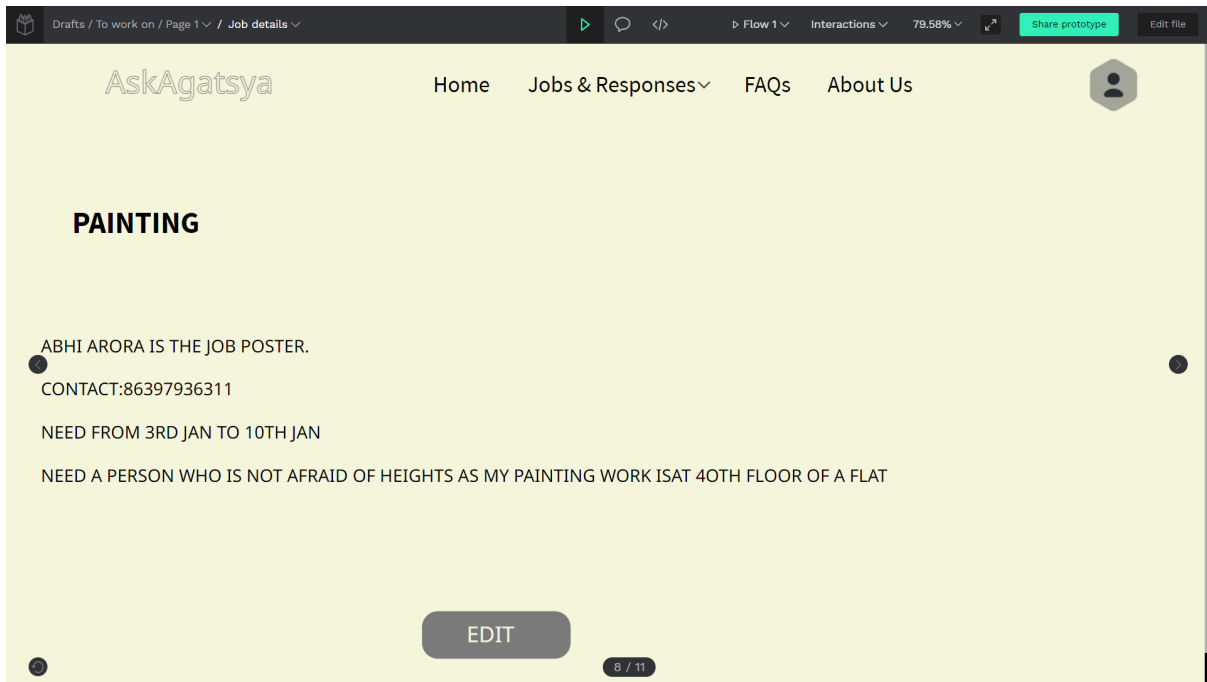 Drafts / To work on / Page 1 / Job details
</>
Flow 1
Interactions
79.58%
Share prototype
Edit file
AskAgatsya
Home
Jobs & Responses
FAQs
About Us
PAINTING
ABHI ARORA IS THE JOB POSTER.
CONTACT:86397936311
NEED FROM 3RD JAN TO 10TH JAN
NEED A PERSON WHO IS NOT AFRAID OF HEIGHTS AS MY PAINTING WORK ISAT 4OTH FLOOR OF A FLAT
EDIT
8 / 11